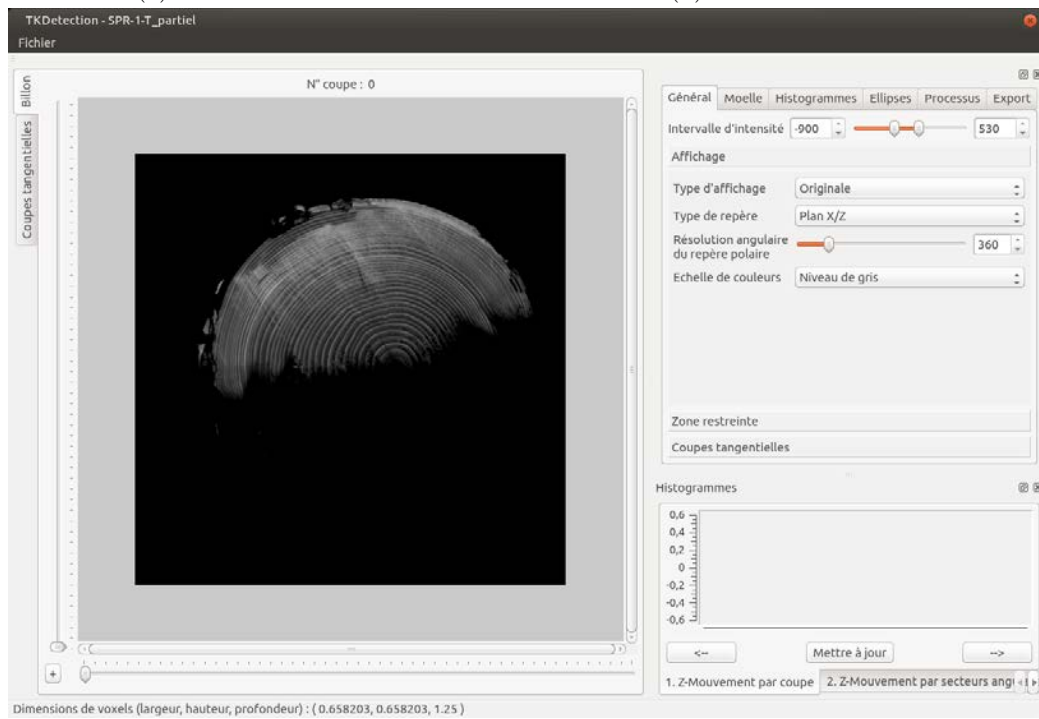 TKDetection - SPR-1-T_partiel
Fichier
Billon
Coupes tangentielles
N° coupe : 0
Général Moelle Histogrammes Ellipses Processus Export
Intervalle d'intensité -900 530
Affichage
Type d'affichage Originale
Type de repère Plan X/Z
Résolution angulaire
du repère polaire 360
Echelle de couleurs Niveau de gris
Zone restreinte
Coupes tangentielles
Histogrammes
0,6
0,4
0,2
0
-0,2
-0,4
-0,6
<-- Mettre à jour -->
1. Z-Mouvement par coupe 2. Z-Mouvement par secteurs angu
+
Dimensions de voxels (largeur, hauteur, profondeur) : ( 0.658203, 0.658203, 1.25 )